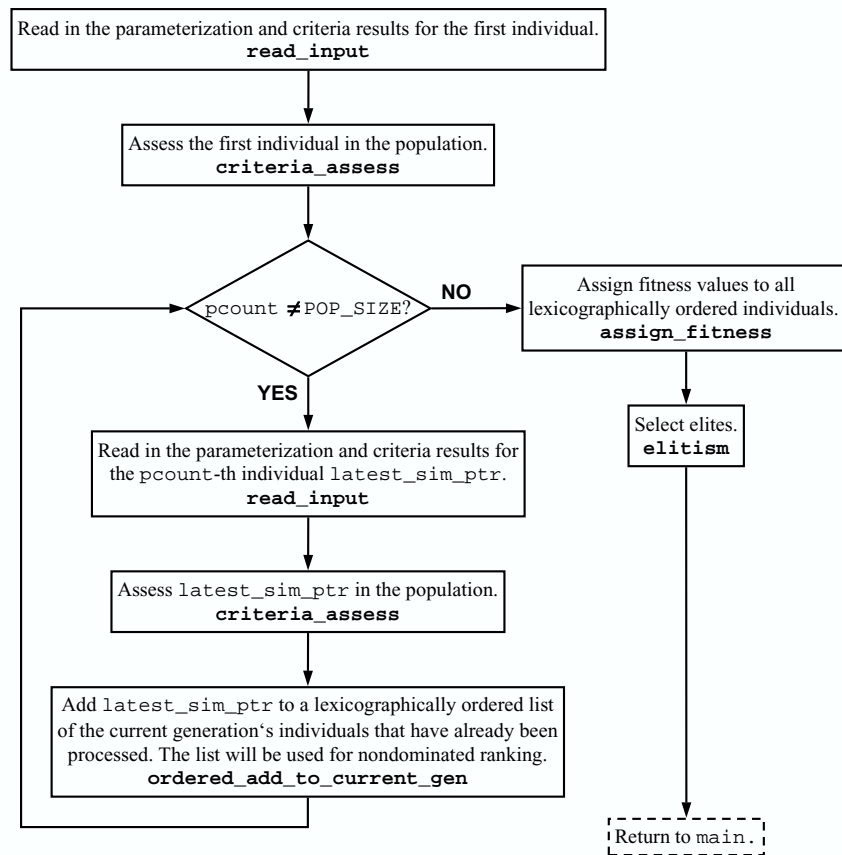 Read in the parameterization and criteria results for the first individual.
read_input
Assess the first individual in the population.
criteria_assess
pcount ≠ POP_SIZE?
NO
Assign fitness values to all
lexicographically ordered individuals.
assign_fitness
YES
Select elites.
elitism
Read in the parameterization and criteria results for
the pcount-th individual latest_sim_ptr.
read_input
Assess latest_sim_ptr in the population.
criteria_assess
Add latest_sim_ptr to a lexicographically ordered list
of the current generation‘s individuals that have already been
processed. The list will be used for nondominated ranking.
ordered_add_to_current_gen
Return to main.